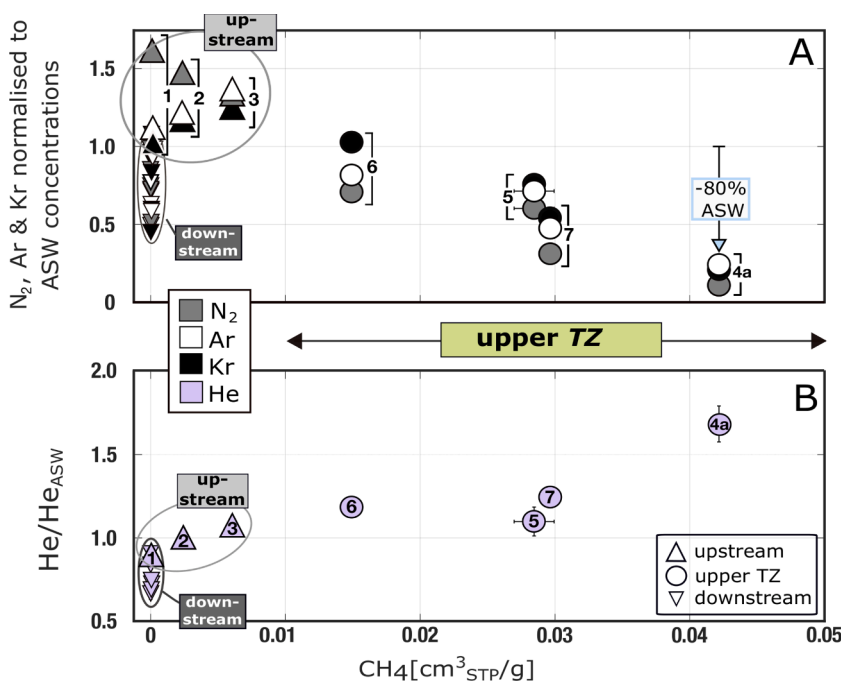 N2, Ar & Kr normalised to
ASW concentrations
up-
stream
A
1.5
1.0
0.5
0
1
2
3
6
5
7
4a
-80%
ASW
down-
stream
N2
Ar
Kr
He
upper TZ
B
He/HeASW
2.0
1.5
1.0
0.5
up-
stream
1
2
3
6
5
7
4a
down-
stream
upstream
upper TZ
downstream
0
0.01
0.02
0.03
0.04
0.05
CH4[cm3STP/g]